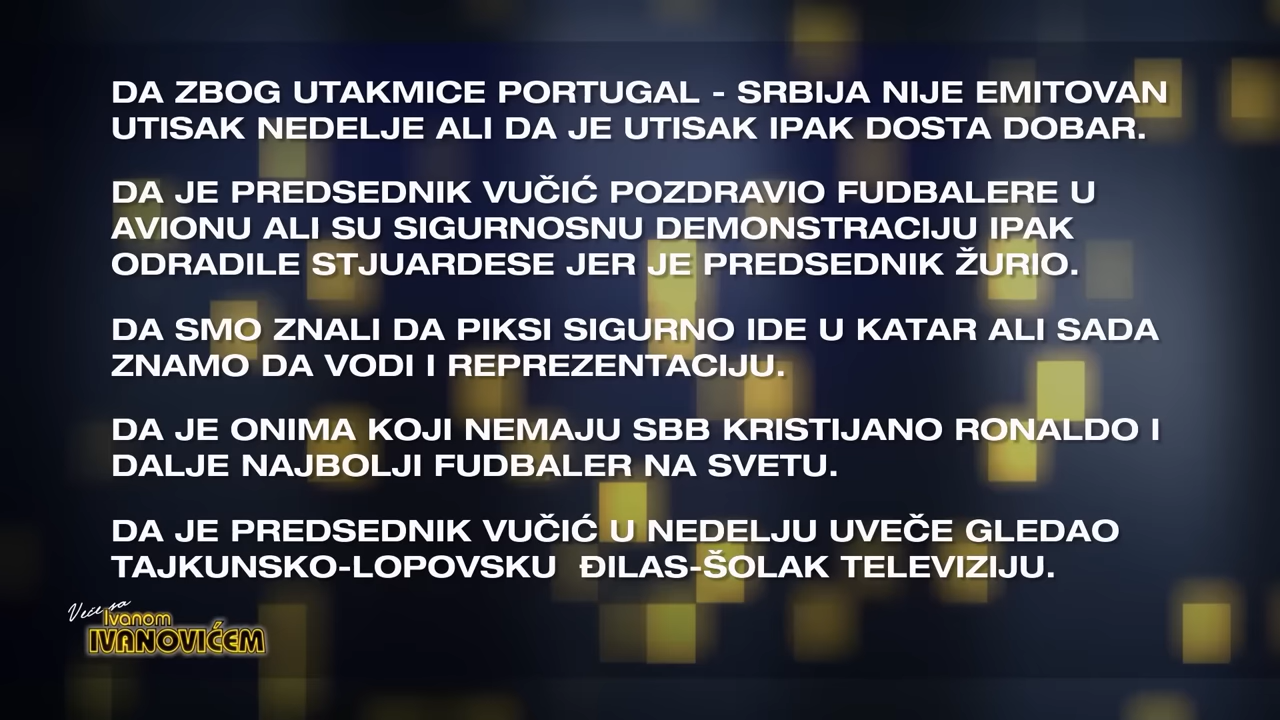 DA ZBOG UTAKMICE PORTUGAL - SRBIJA NIJE EMITOVAN
UTISAK NEDELJE ALI DA JE UTISAK IPAK DOSTA DOBAR.
DA JE PREDSEDNIK VUČIĆ POZDRAVIO FUDBALERE U
AVIONU ALI SU SIGURNOSNU DEMONSTRACIJU IPAK
ODRADILE STJUARDESE JER JE PREDSEDNIK ŽURIO.
DA SMO ZNALI DA PIKSI SIGURNO IDE U KATAR ALI SADA
ZNAMO DA VODI I REPREZENTACIJU.
DA JE ONIMA KOJI NEMAJU SBB KRISTIJANO RONALDO I
DALJE NAJBOLJI FUDBALER NA SVETU.
DA JE PREDSEDNIK VUČIĆ U NEDELJU UVEČE GLEDAO
TAJKUNSKO-LOPOVSKU  ĐILAS-ŠOLAK TELEVIZIJU.
Veče sa
Ivanom
IVANOVIĆEM